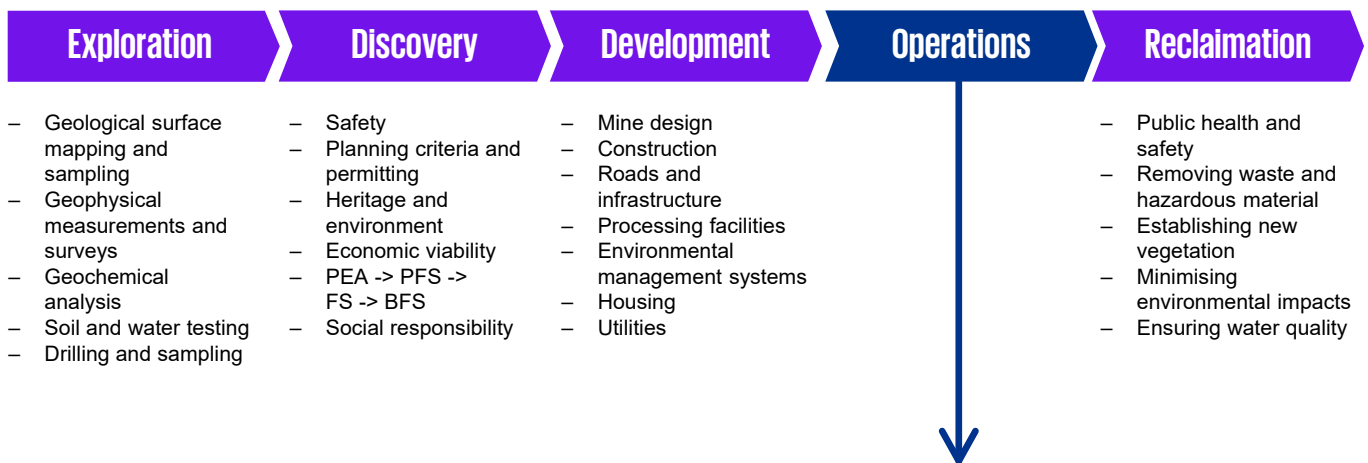 Exploration
Discovery
Development
Operations
Reclaimation
– Geological surface
mapping and
sampling
– Geophysical
measurements and
surveys
– Geochemical
analysis
– Soil and water testing
– Drilling and sampling
– Safety
– Planning criteria and
permitting
– Heritage and
environment
– Economic viability
– PEA -> PFS ->
FS -> BFS
– Social responsibility
– Mine design
– Construction
– Roads and
infrastructure
– Processing facilities
– Environmental
management systems
– Housing
– Utilities
– Public health and
safety
– Removing waste and
hazardous material
– Establishing new
vegetation
– Minimising
environmental impacts
– Ensuring water quality